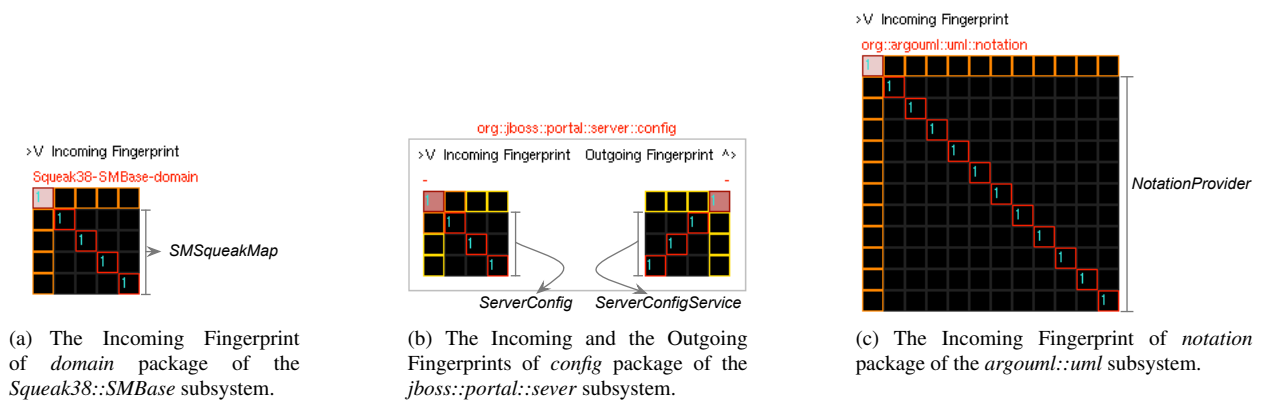 >V Incoming Fingerprint
Squeak38-SMBase-domain
1
1
1
1
1
SMSqueakMap
(a) The Incoming Fingerprint
of domain package of the
Squeak38::SMBase subsystem.
org::jboss::portal::server::config
>V Incoming Fingerprint Outgoing Fingerprint ^>
- -
1 1
1 1
1 1
1 1
ServerConfig ServerConfigService
(b) The Incoming and the Outgoing
Fingerprints of config package of the
jboss::portal::sever subsystem.
>V Incoming Fingerprint
org::argouml::uml::notation
1
1
1
1
1
1
1
1
1
1
1
1
NotationProvider
(c) The Incoming Fingerprint of notation
package of the argouml::uml subsystem.